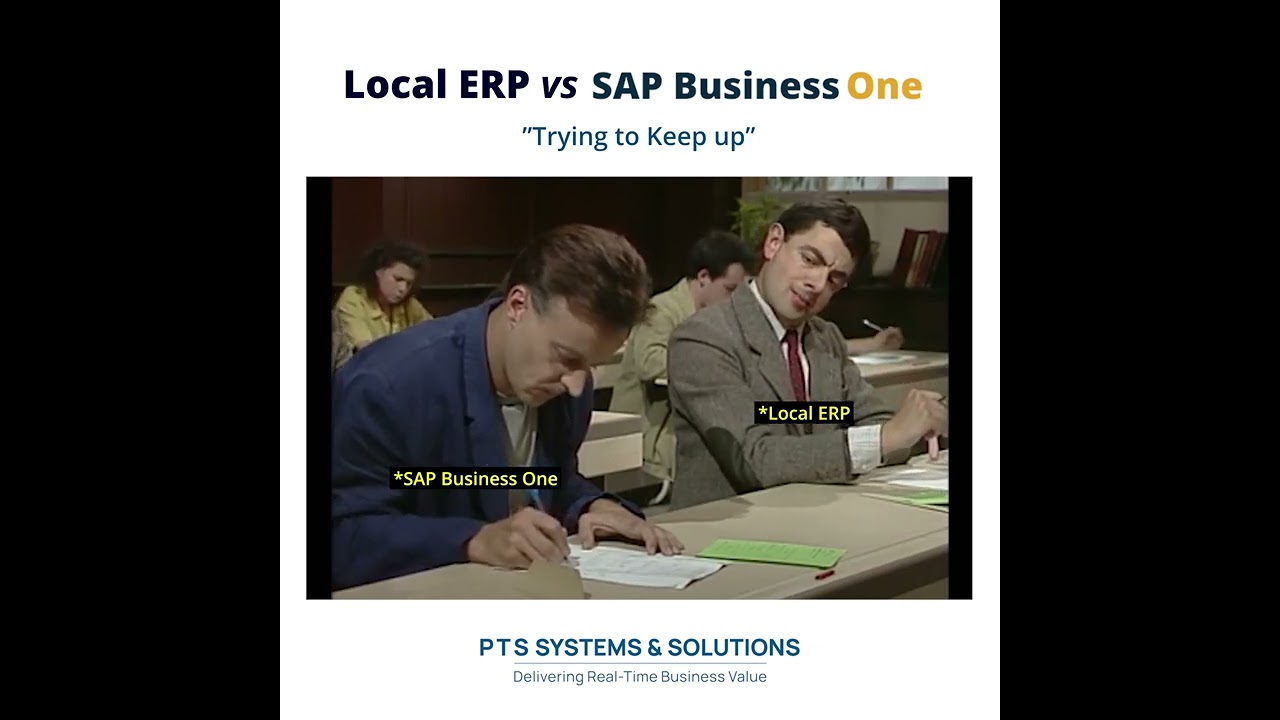 Local ERP vs SAP Business One
”Trying to Keep up”
*Local ERP
*SAP Business One
PTS SYSTEMS & SOLUTIONS
Delivering Real-Time Business Value